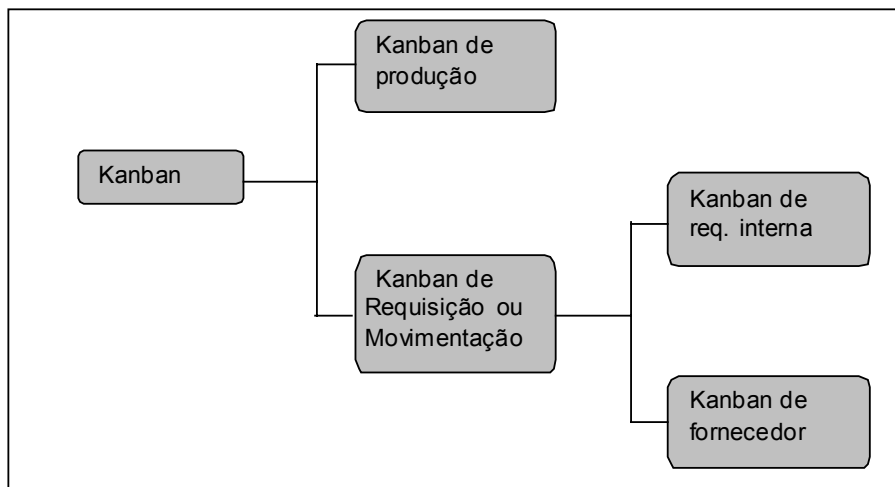 Kanban de
produção
Kanban
Kanban de
req. interna
Kanban de
Requisição ou
Movimentação
Kanban de
fornecedor